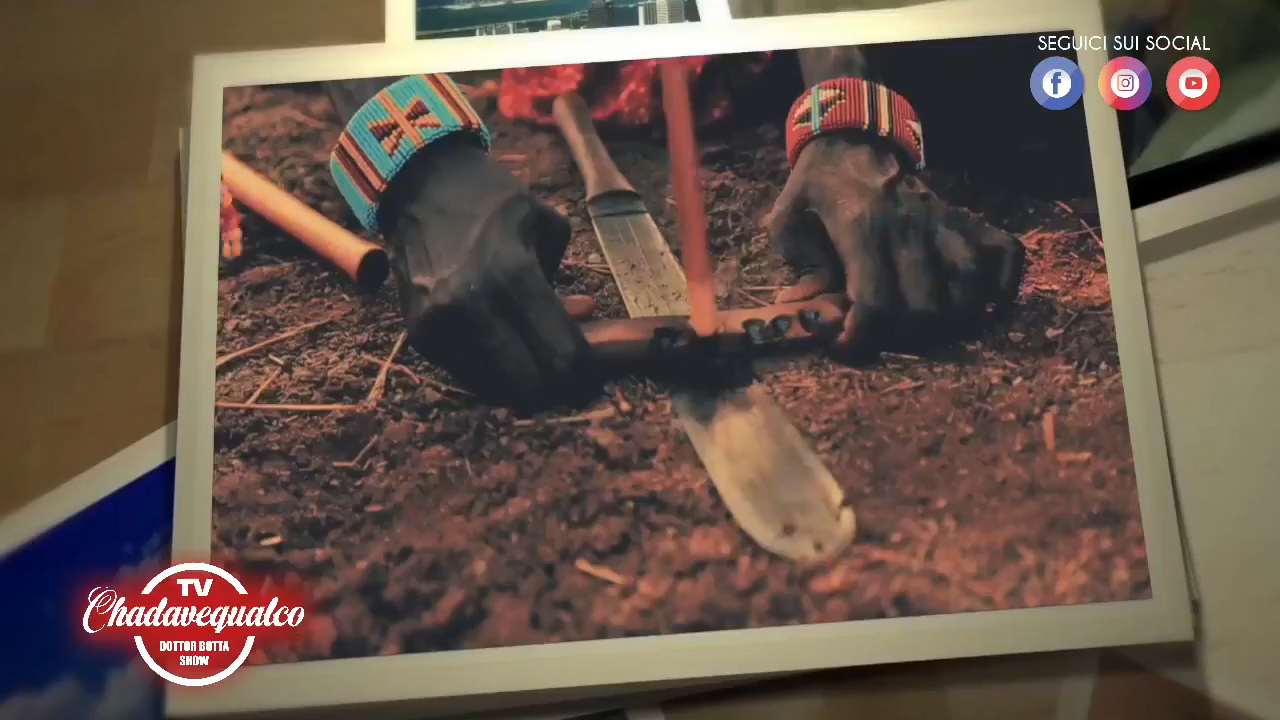 SEGUICI SUI SOCIAL
TV
Chadavequalco
DOTTOR BOTTA
SHOW